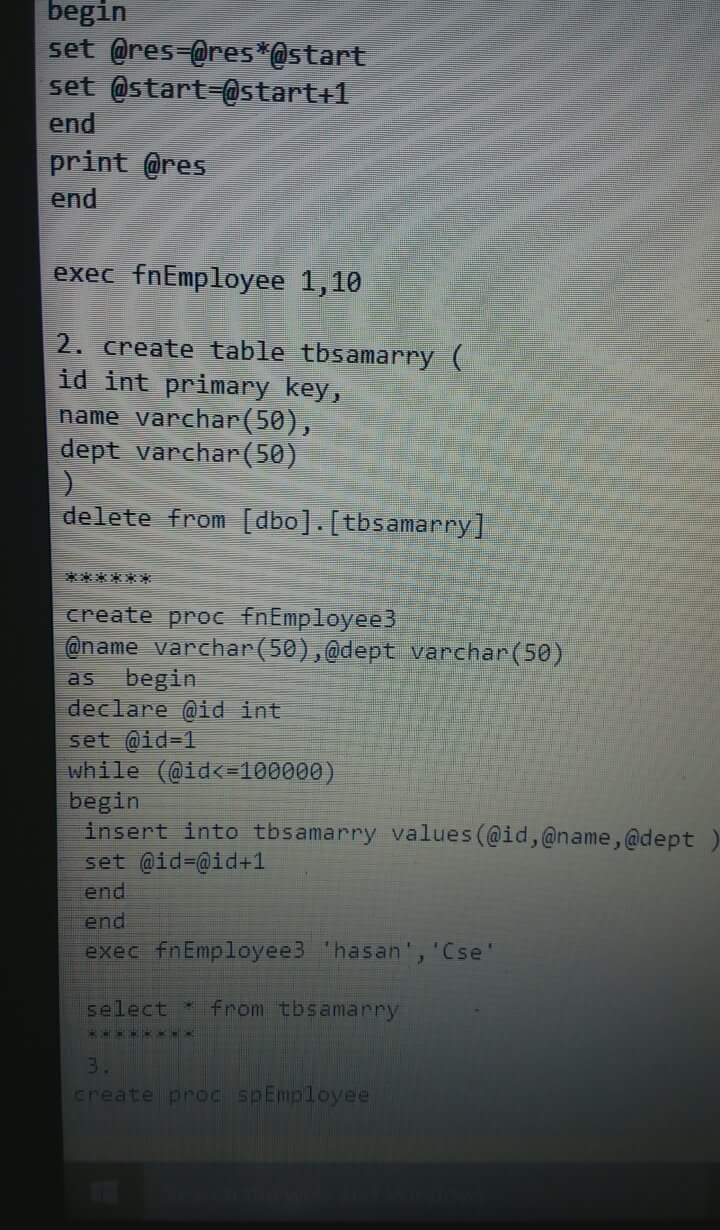 begin
set @res=@res*@start
set @start=@start+1
end
print @res
end
exec fnEmployee 1,10
2. create table tbsamarry (
id int primary key,
name varchar(50),
dept varchar(50)
)
delete from [dbo].[tbsamarry]
******
create proc fnEmployee3
@name varchar(50),@dept varchar(50)
as  begin
declare @id int
set @id=1
while (@id<=100000)
begin
insert into tbsamarry values(@id,@name,@dept )
set @id=@id+1
end
end
exec fnEmployee3 'hasan','Cse'
select * from tbsamarry
********
3.
create proc spEmployee